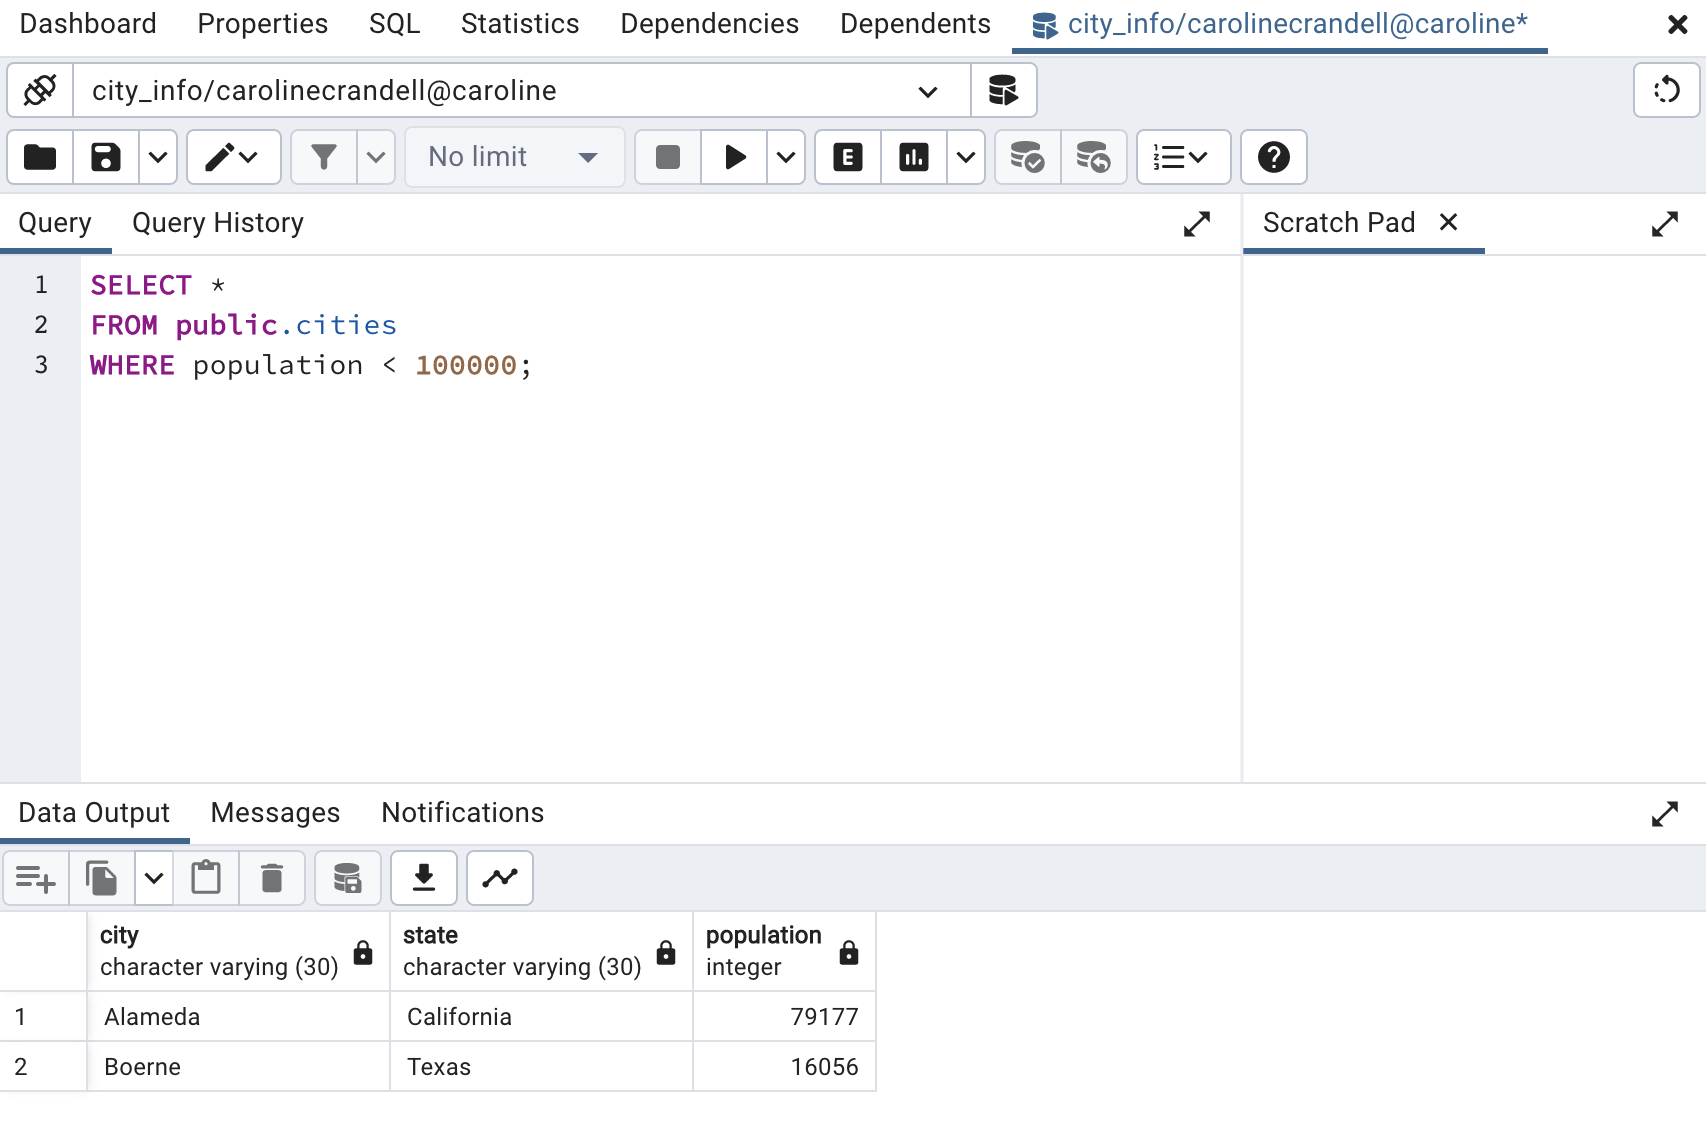 Dashboard Properties SQL Statistics Dependencies Dependents city_info/carolinecrandell@caroline*
city_info/carolinecrandell@caroline
No limit E
Query Query History Scratch Pad
1 SELECT *
2 FROM public.cities
3 WHERE population < 100000;
Data Output Messages Notifications
city state population
character varying (30) character varying (30) integer
1 Alameda California 79177
2 Boerne Texas 16056